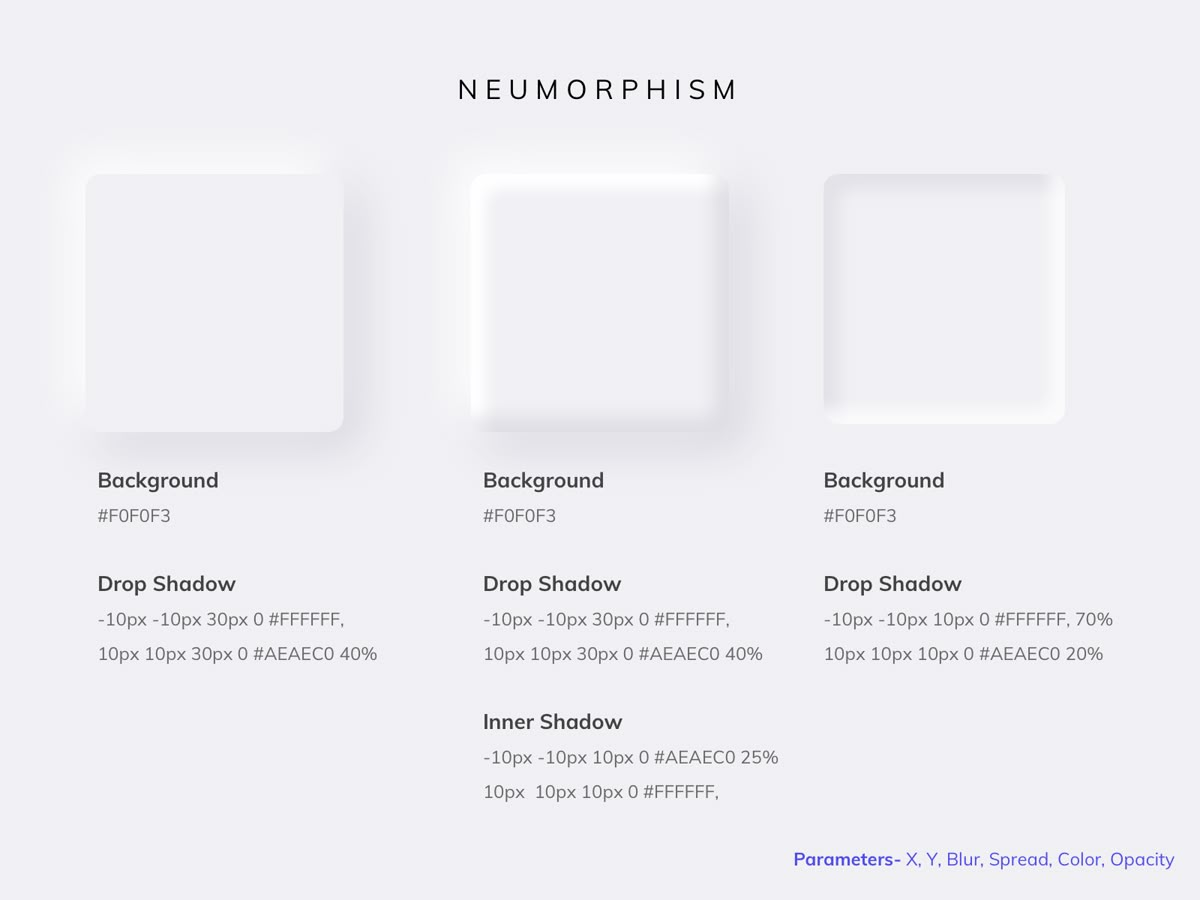 NEUMORPHISM
Background
#F0F0F3
Drop Shadow
-10px -10px 30px 0 #FFFFFF,
10px 10px 30px 0 #AEAEC0 40%
Background
#F0F0F3
Drop Shadow
-10px -10px 30px 0 #FFFFFF,
10px 10px 30px 0 #AEAEC0 40%
Inner Shadow
-10px -10px 10px 0 #AEAEC0 25%
10px  10px 10px 0 #FFFFFF,
Background
#F0F0F3
Drop Shadow
-10px -10px 10px 0 #FFFFFF, 70%
10px 10px 10px 0 #AEAEC0 20%
Parameters- X, Y, Blur, Spread, Color, Opacity